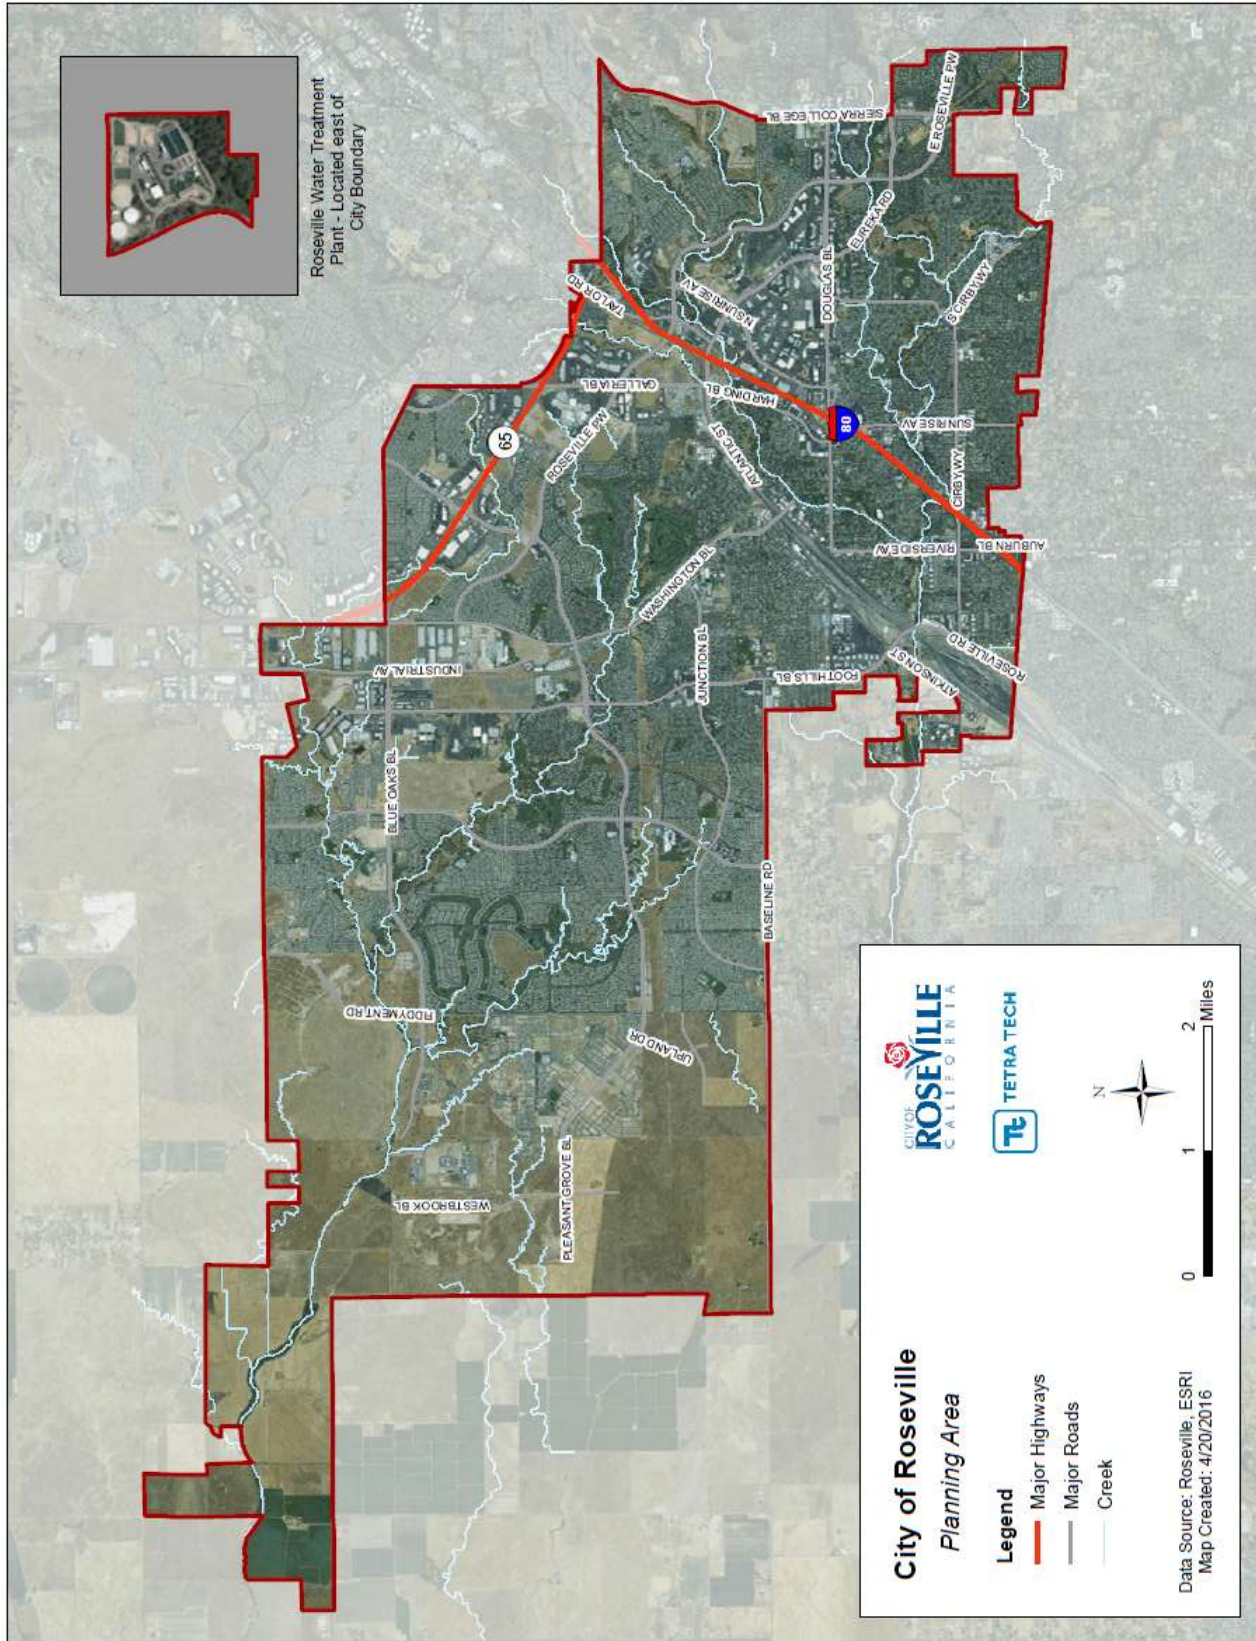 Roseville Water Treatment
Plant - Located east of
City Boundary
TAYLOR RD
SIERRA COLLEGE BL
E ROSEVILLE PW
EUREKA RD
DOUGLAS BL
N SUNRISE AV
S CIRBY WY
GALLERIA BL
HARDING BL
65
ROSEVILLE PW
ATLANTIC ST
80
SUNRISE AV
CIRBY WY
RIVERSIDE AV
AUBURN BL
WASHINGTON BL
INDUSTRIAL AV
JUNCTION BL
FOOTHILLS BL
ATKINSON ST
ROSEVILLE RD
BLUE OAKS BL
BASELINE RD
FIDDYMENT RD
UPLAND DR
WESTBROOK BL
PLEASANT GROVE BL
City of Roseville
Planning Area
CITY OF
ROSEVILLE
CALIFORNIA
Tt TETRA TECH
Legend
Major Highways
Major Roads
Creek
N
0 1 2
Miles
Data Source: Roseville, ESRI
Map Created: 4/20/2016